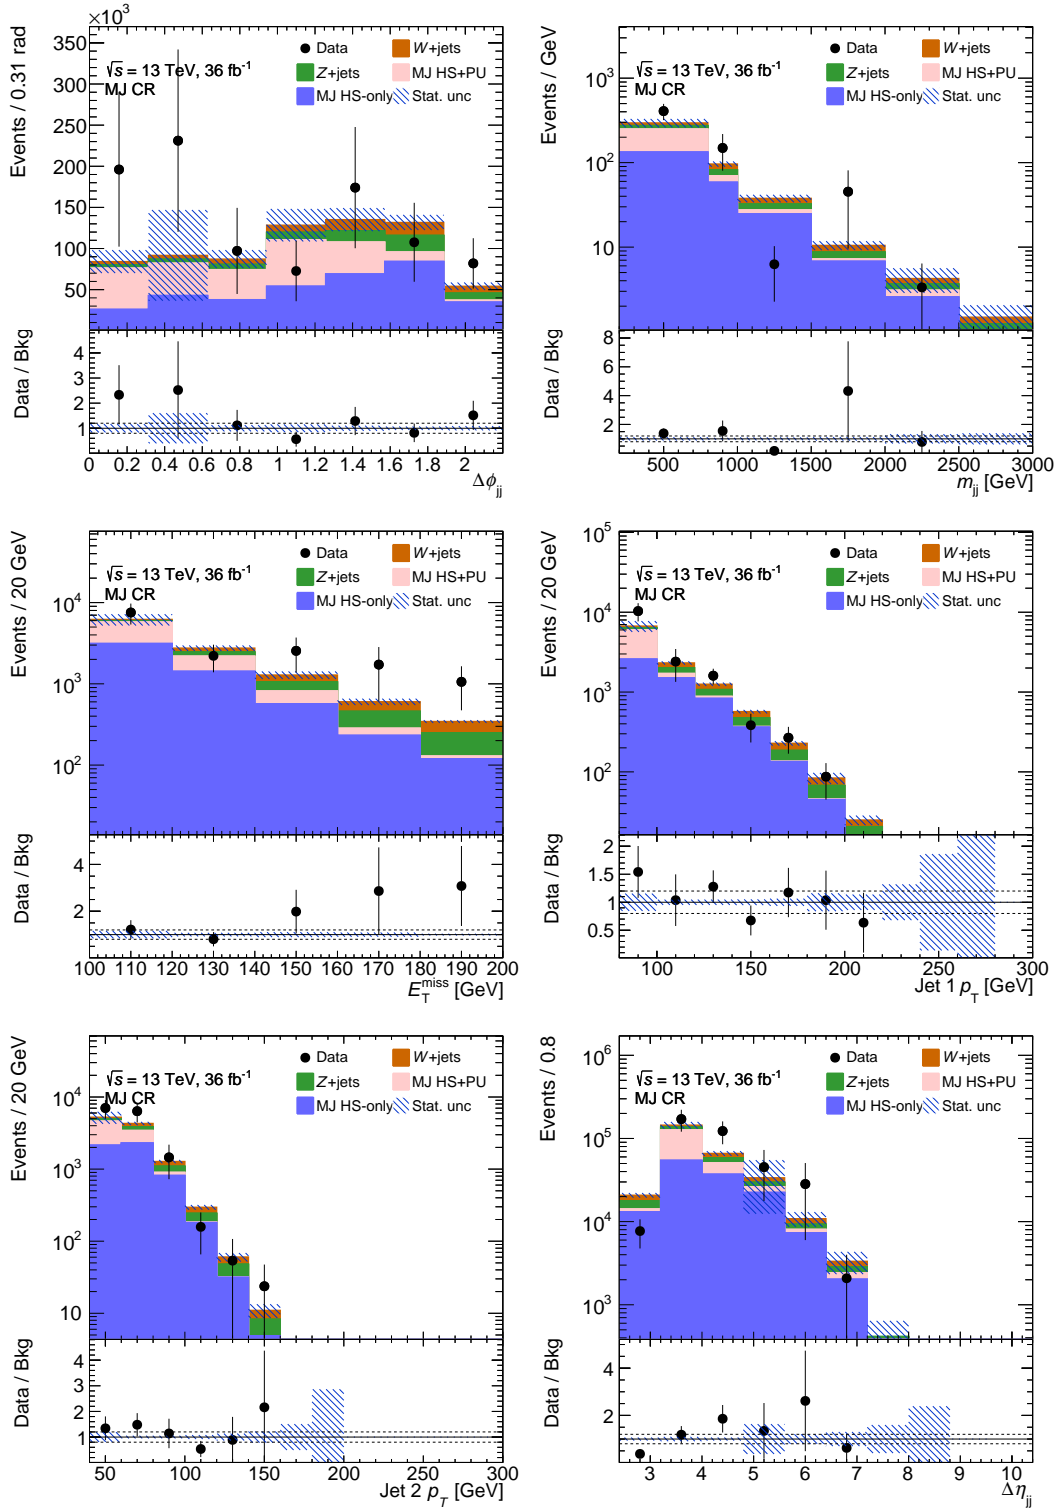 ×10³
Events / 0.31 rad
350
300
250
200
150
100
50
√s = 13 TeV, 36 fb⁻¹
MJ CR
Data
W+jets
Z+jets
MJ HS+PU
MJ HS-only
Stat. unc
Data / Bkg
4
3
2
1
0 0.2 0.4 0.6 0.8 1 1.2 1.4 1.6 1.8 2
Δϕjj
Events / GeV
10³
10²
10
√s = 13 TeV, 36 fb⁻¹
MJ CR
Data
W+jets
Z+jets
MJ HS+PU
MJ HS-only
Stat. unc
Data / Bkg
8
6
4
2
500 1000 1500 2000 2500 3000
mjj [GeV]
Events / 20 GeV
10⁴
10³
10²
√s = 13 TeV, 36 fb⁻¹
MJ CR
Data
W+jets
Z+jets
MJ HS+PU
MJ HS-only
Stat. unc
Data / Bkg
4
2
100 110 120 130 140 150 160 170 180 190 200
E_T^miss [GeV]
Events / 20 GeV
10⁵
10⁴
10³
10²
√s = 13 TeV, 36 fb⁻¹
MJ CR
Data
W+jets
Z+jets
MJ HS+PU
MJ HS-only
Stat. unc
Data / Bkg
2
1.5
1
0.5
100 150 200 250 300
Jet 1 p_T [GeV]
Events / 20 GeV
10⁴
10³
10²
10
√s = 13 TeV, 36 fb⁻¹
MJ CR
Data
W+jets
Z+jets
MJ HS+PU
MJ HS-only
Stat. unc
Data / Bkg
4
3
2
1
50 100 150 200 250 300
Jet 2 p_T [GeV]
Events / 0.8
10⁶
10⁵
10⁴
10³
√s = 13 TeV, 36 fb⁻¹
MJ CR
Data
W+jets
Z+jets
MJ HS+PU
MJ HS-only
Stat. unc
Data / Bkg
4
2
3 4 5 6 7 8 9 10
Δηjj